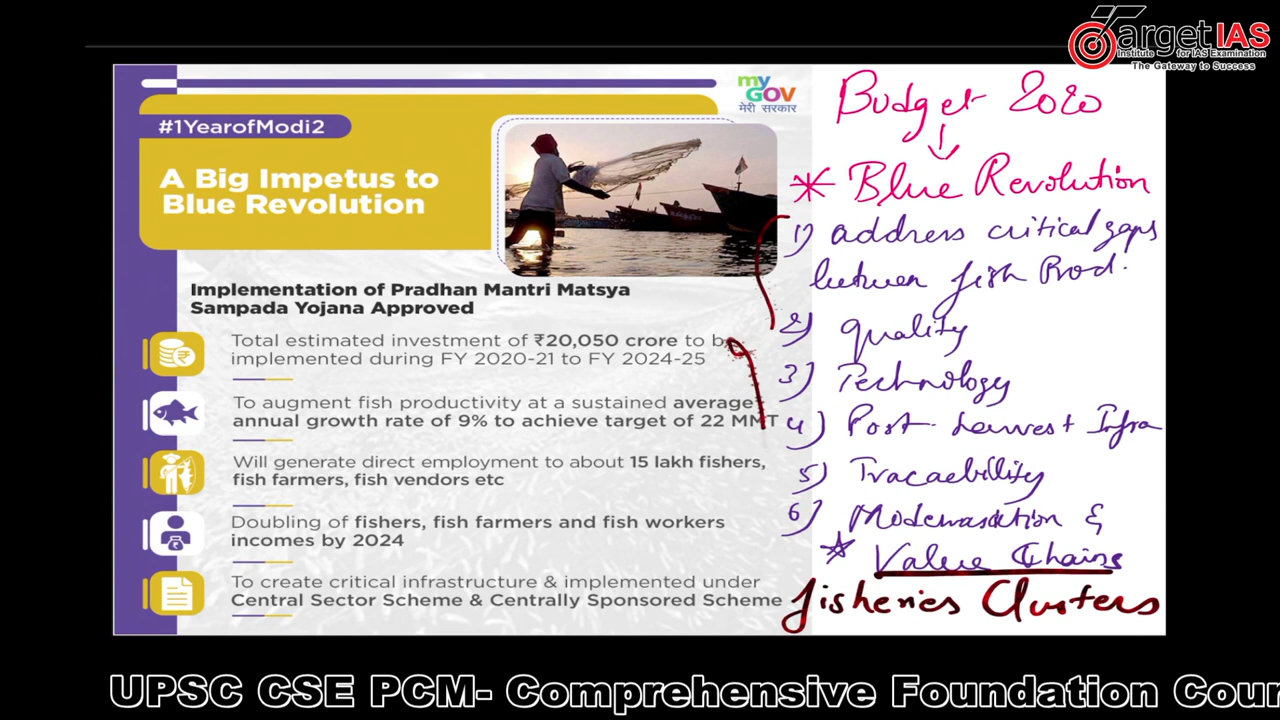 Target IAS
Institute for IAS Examination
The Gateway to Success
my
GOV
मेरी सरकार
#1YearofModi2
A Big Impetus to
Blue Revolution
Implementation of Pradhan Mantri Matsya
Sampada Yojana Approved
Total estimated investment of ₹20,050 crore to be
implemented during FY 2020-21 to FY 2024-25
To augment fish productivity at a sustained average
annual growth rate of 9% to achieve target of 22 MMT
Will generate direct employment to about 15 lakh fishers,
fish farmers, fish vendors etc
Doubling of fishers, fish farmers and fish workers
incomes by 2024
To create critical infrastructure & implemented under
Central Sector Scheme & Centrally Sponsored Scheme
Budget 2020
Blue Revolution
1) address critical gaps
between fish Prod.
2) quality
3) Technology
4) Post-harvest Infra
5) Tracaebility
6) Modernasation &
Value Chains
fisheries Clusters
UPSC CSE PCM- Comprehensive Foundation Cour